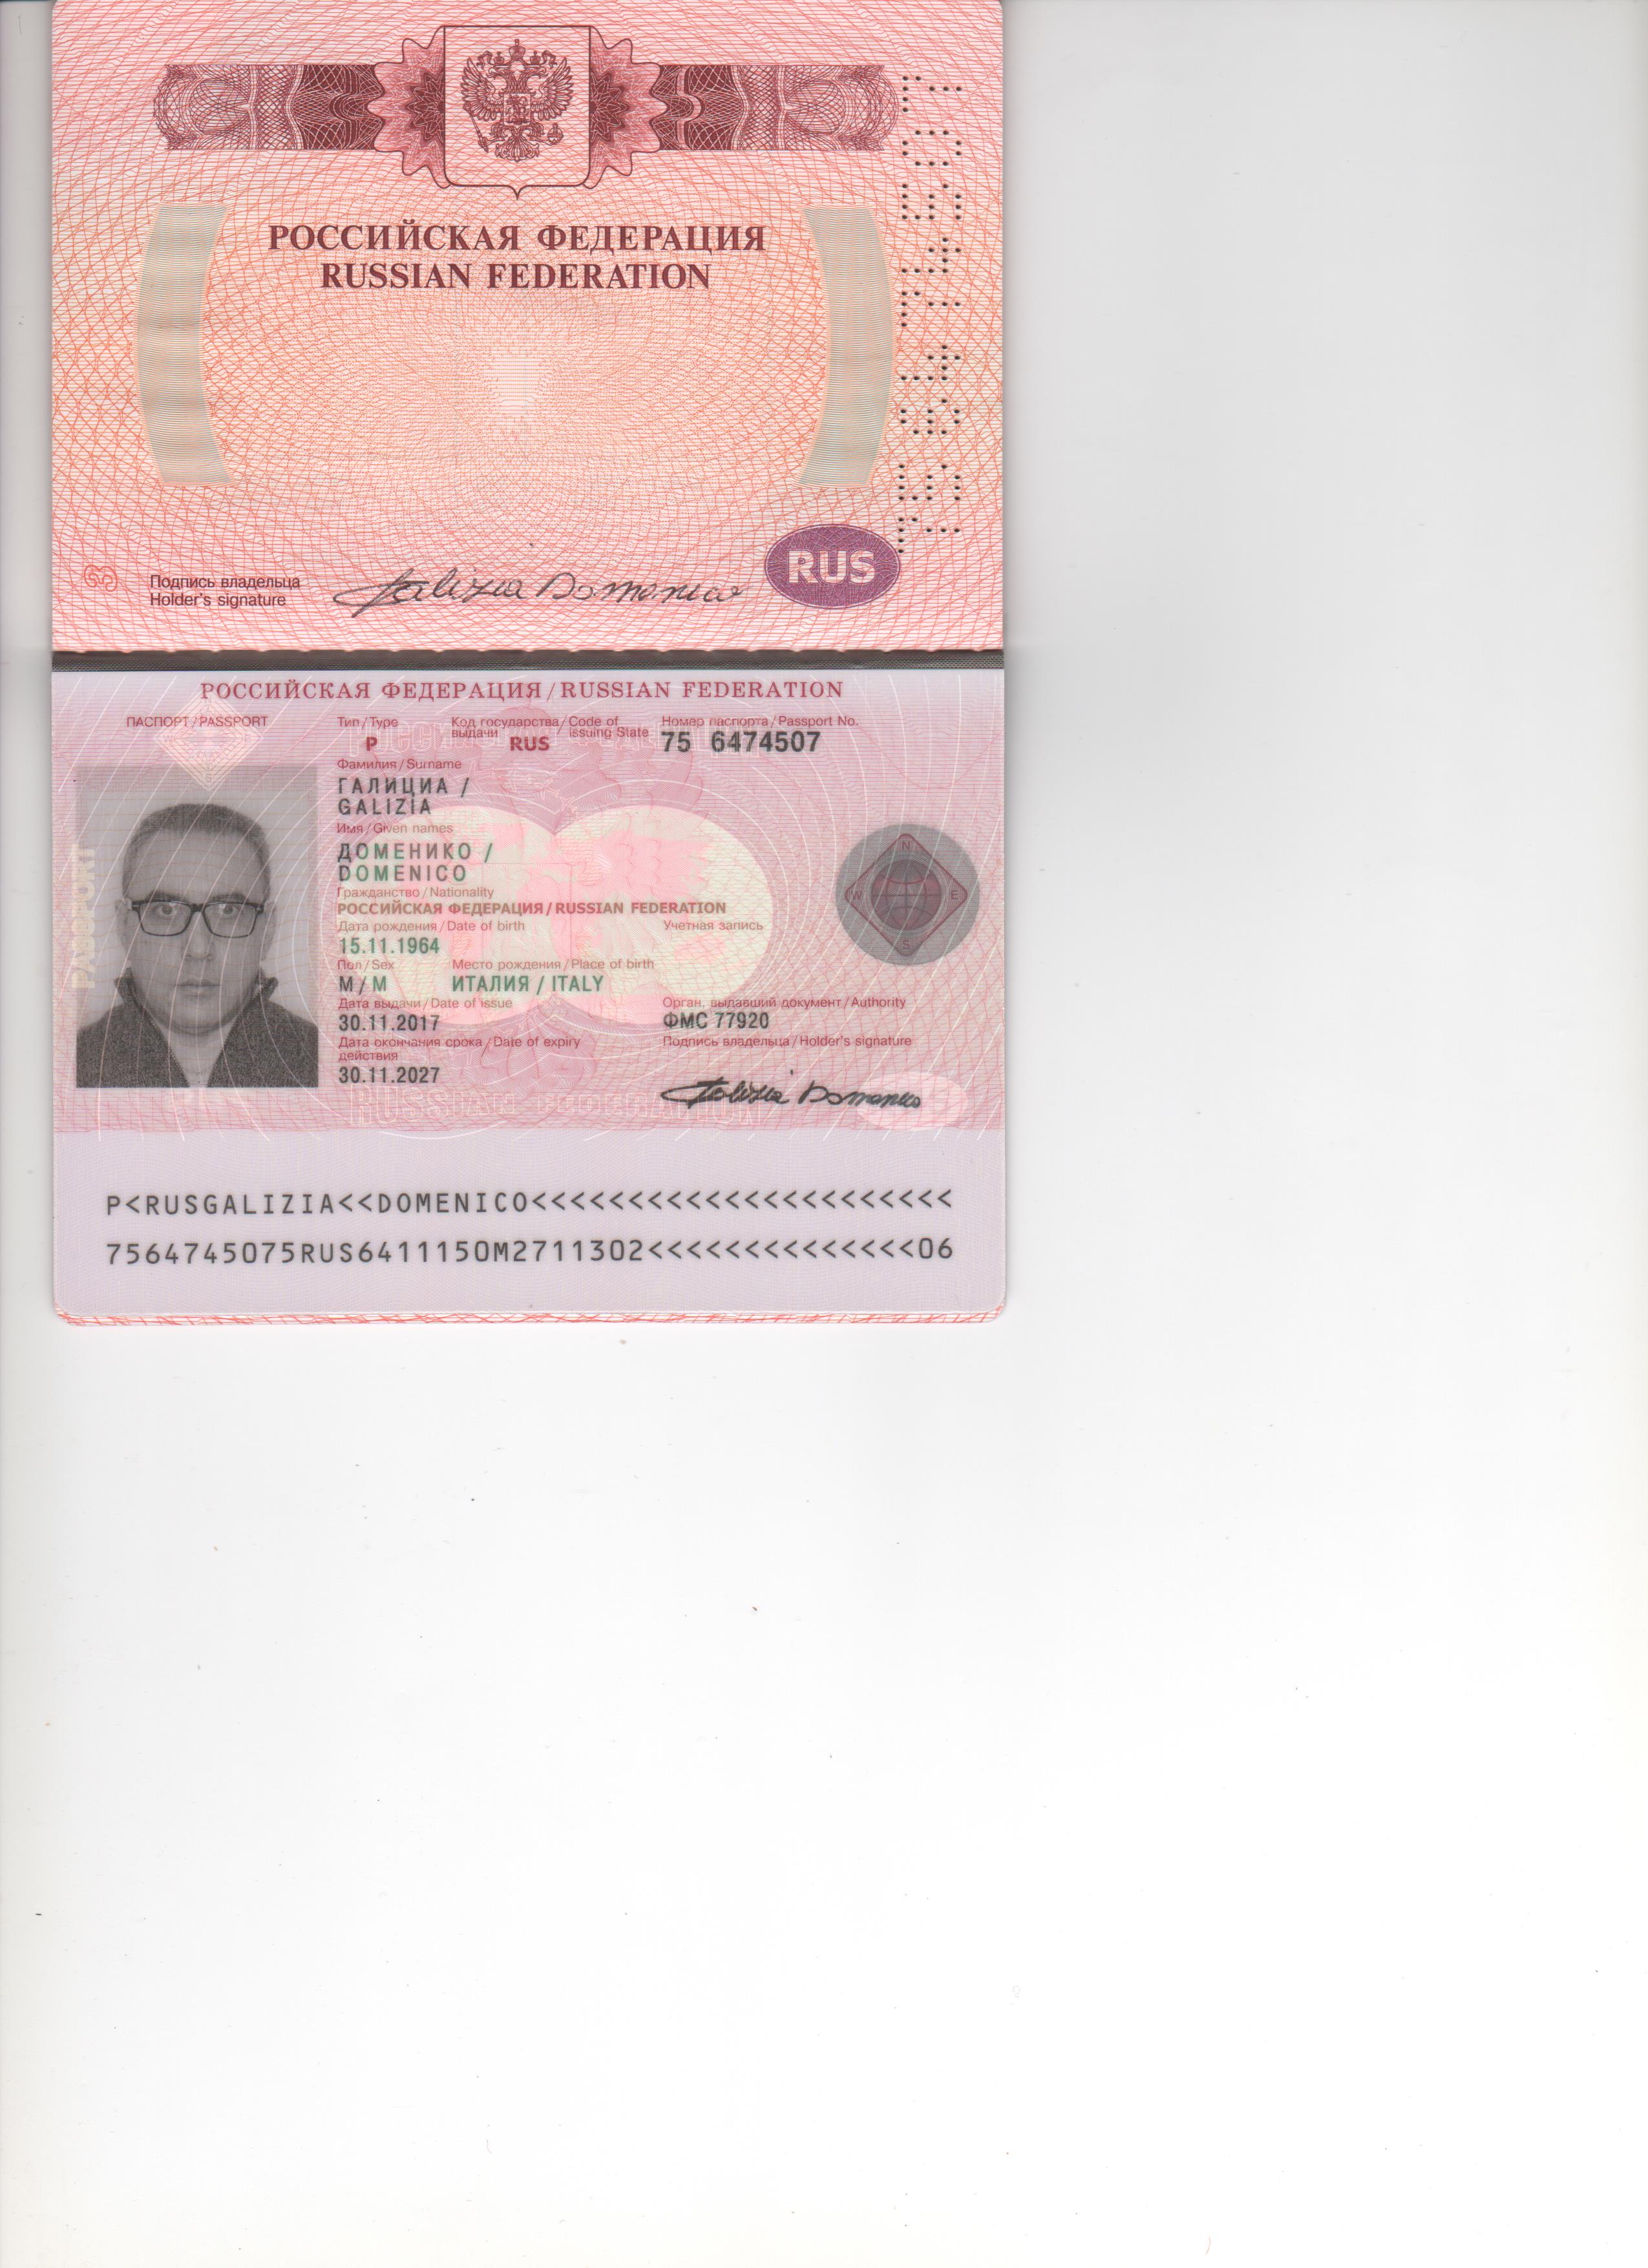 РОССИЙСКАЯ ФЕДЕРАЦИЯ
RUSSIAN FEDERATION
75 6474507
RUS
Подпись владельца
Holder's signature
Galizia Domenico
РОССИЙСКАЯ ФЕДЕРАЦИЯ / RUSSIAN FEDERATION
ПАСПОРТ / PASSPORT
Тип / Type
Код государства / Code of
выдачи issuing State
Номер паспорта / Passport No.
P
RUS
75 6474507
Фамилия / Surname
ГАЛИЦИА /
GALIZIA
Имя / Given names
ДОМЕНИКО /
DOMENICO
Гражданство / Nationality
РОССИЙСКАЯ ФЕДЕРАЦИЯ / RUSSIAN FEDERATION
Дата рождения / Date of birth
Учетная запись
15.11.1964
Пол / Sex
Место рождения / Place of birth
М / M
ИТАЛИЯ / ITALY
Дата выдачи / Date of issue
Орган, выдавший документ / Authority
30.11.2017
ФМС 77920
Дата окончания срока / Date of expiry
действия
Подпись владельца / Holder's signature
30.11.2027
Galizia Domenico
PASSPORT
N
W
E
S
RUSSIAN FEDERATION
P<RUSGALIZIA<<DOMENICO<<<<<<<<<<<<<<<<<<<<<<
7564745075RUS6411150M2711302<<<<<<<<<<<<<<06